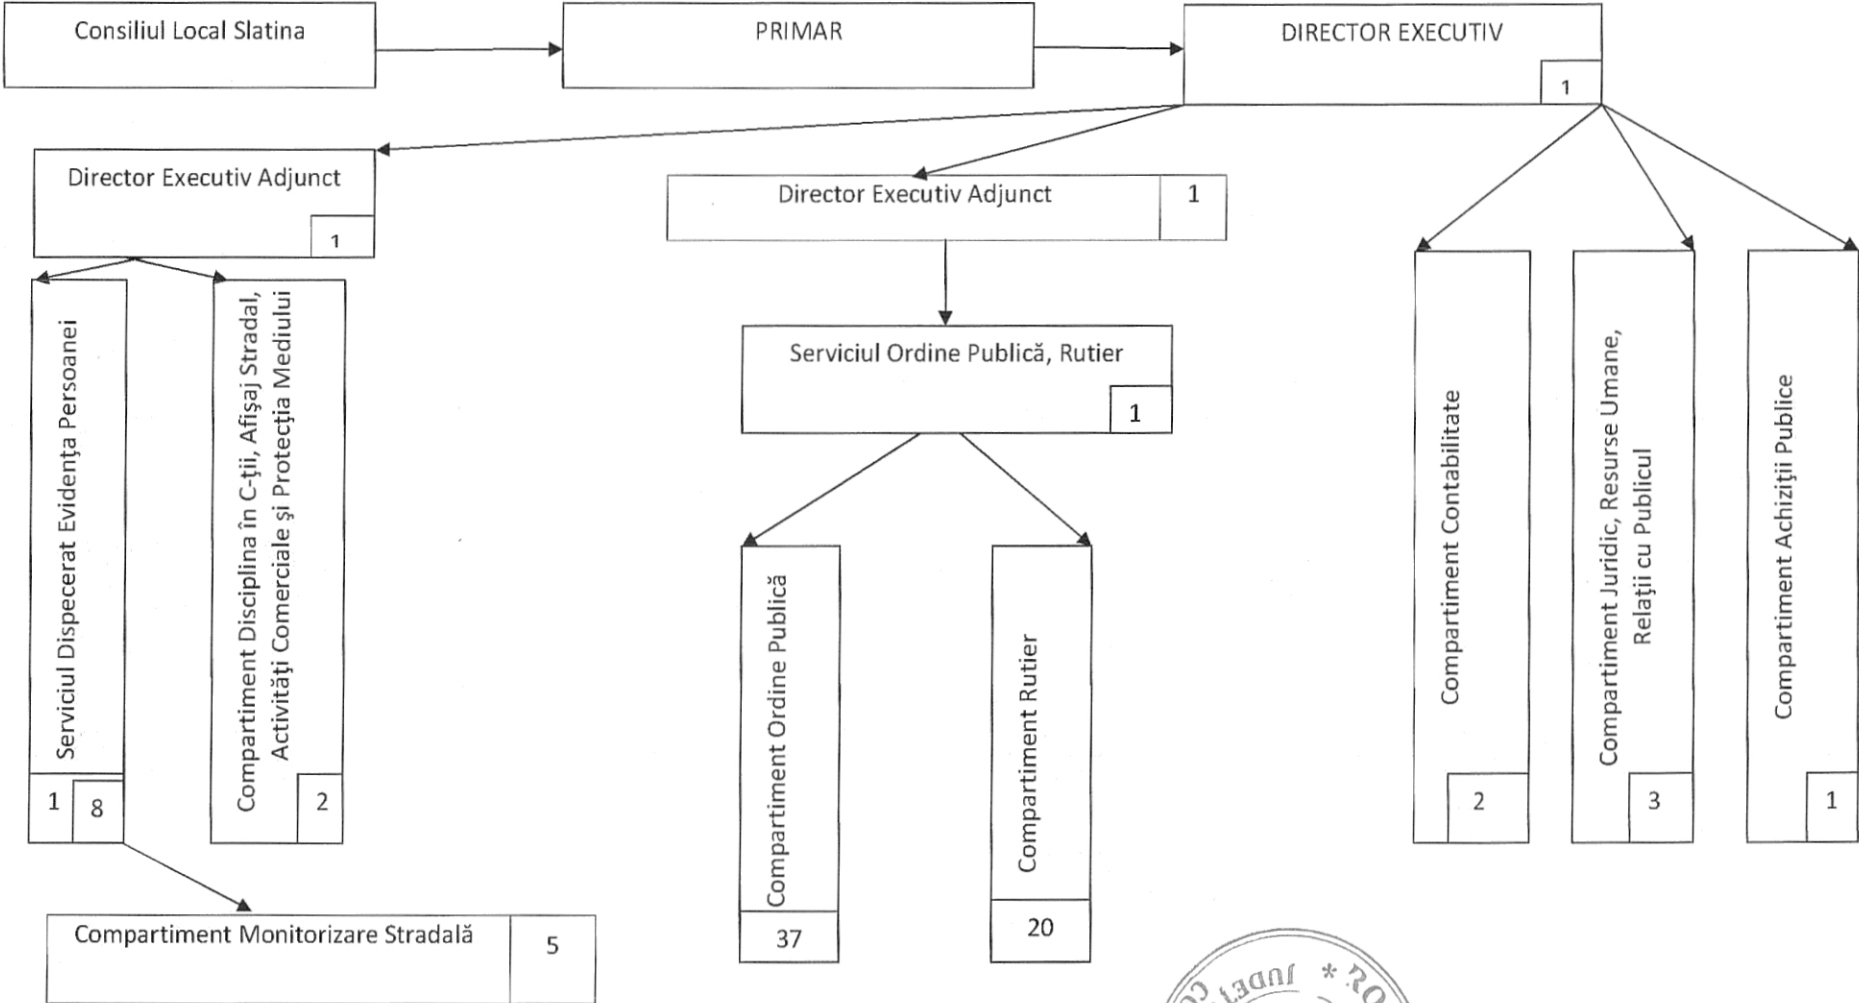 Consiliul Local Slatina
PRIMAR
DIRECTOR EXECUTIV
1
Director Executiv Adjunct
1
Director Executiv Adjunct
1
Serviciul Ordine Publică, Rutier
1
Serviciul Dispecerat Evidenţa Persoanei
1
8
Compartiment Disciplina în C-ţii, Afişaj Stradal,
Activităţi Comerciale şi Protecţia Mediului
2
Compartiment Ordine Publică
37
Compartiment Rutier
20
Compartiment Contabilitate
2
Compartiment Juridic, Resurse Umane,
Relaţii cu Publicul
3
Compartiment Achiziţii Publice
1
Compartiment Monitorizare Stradală
5
JUDEŢ